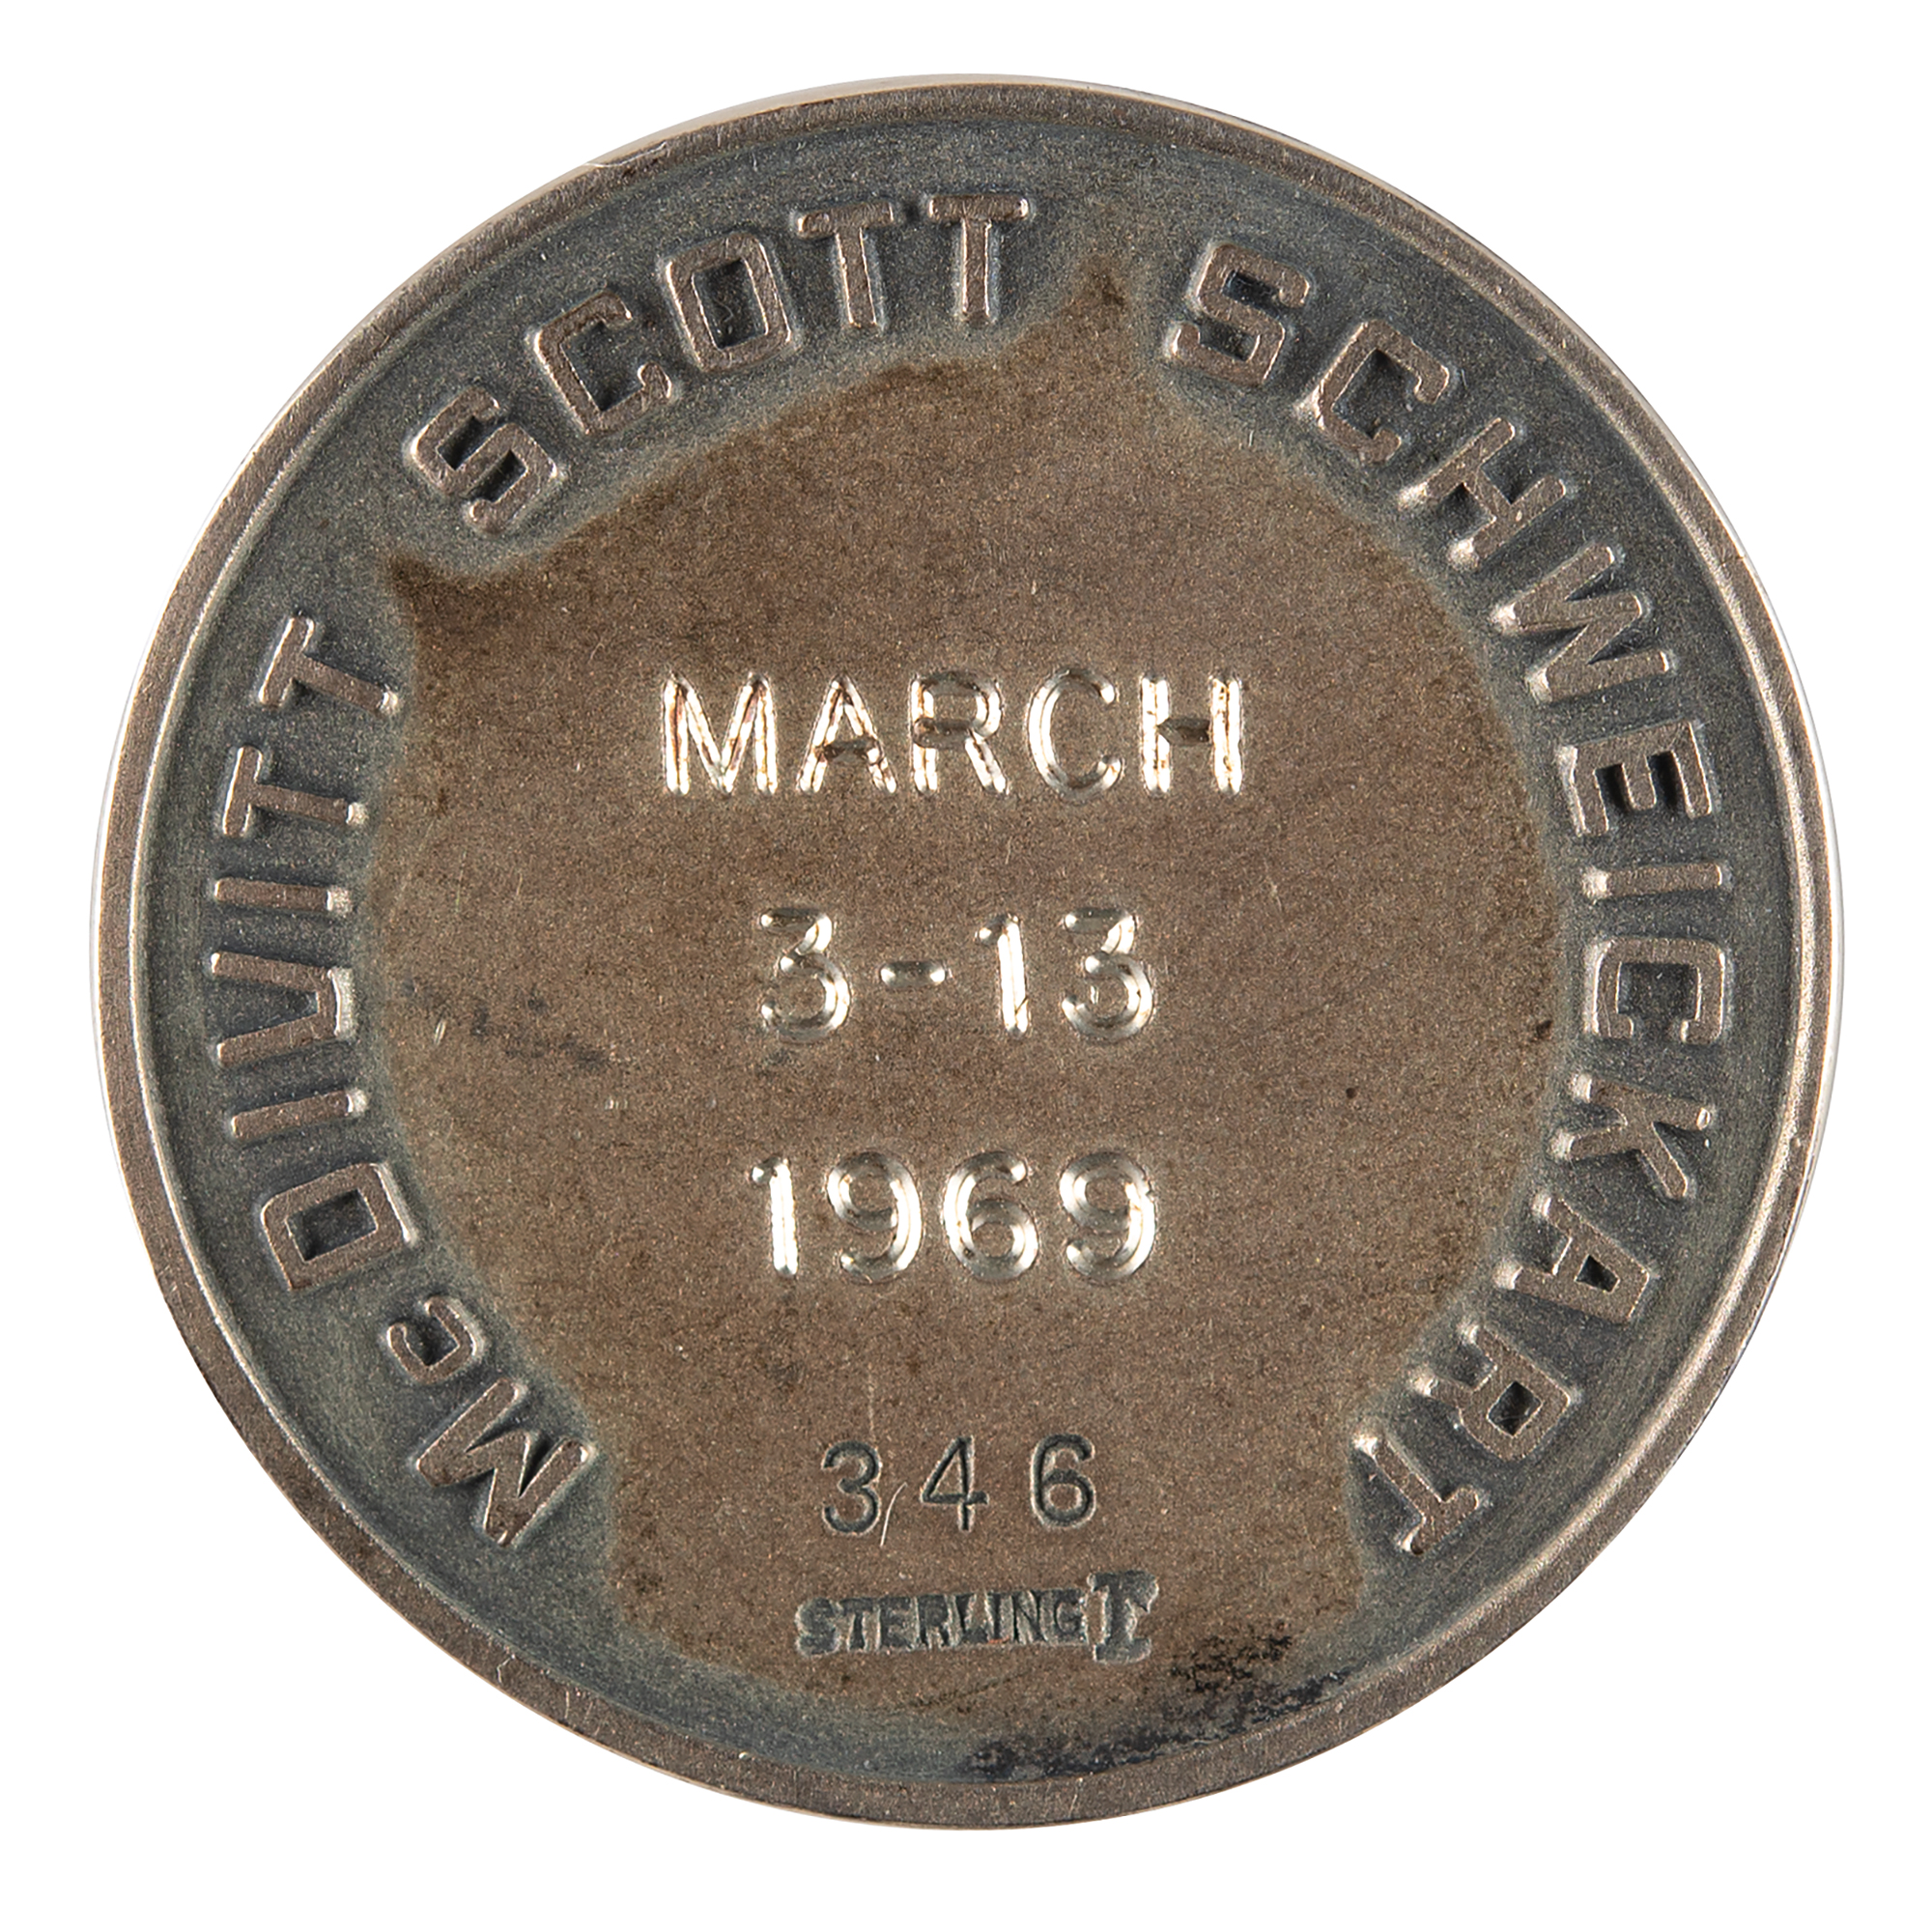 McDIVITT SCOTT SCHWEICKART
MARCH
3-13
1969
346
STERLING